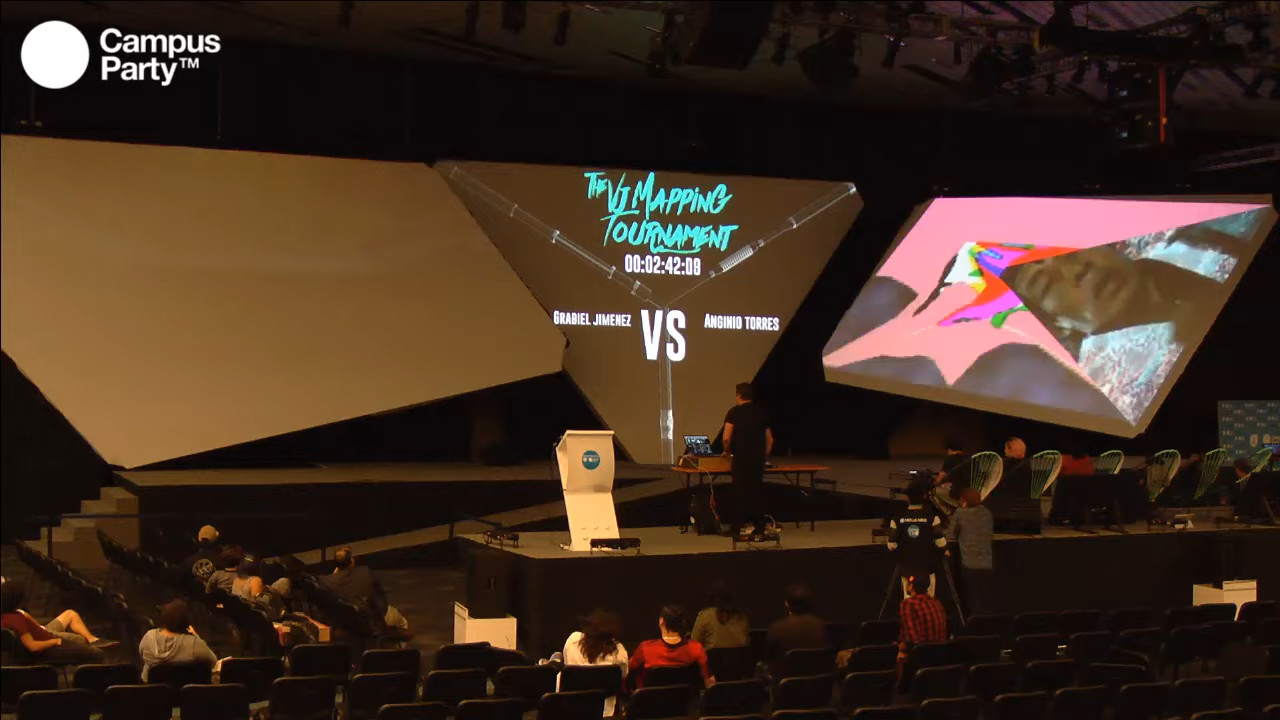 Campus
Party™
THE VJ MAPPING
TOURNAMENT
00:02:42:08
GRABIEL JIMENEZ
VS
ANGINIO TORRES